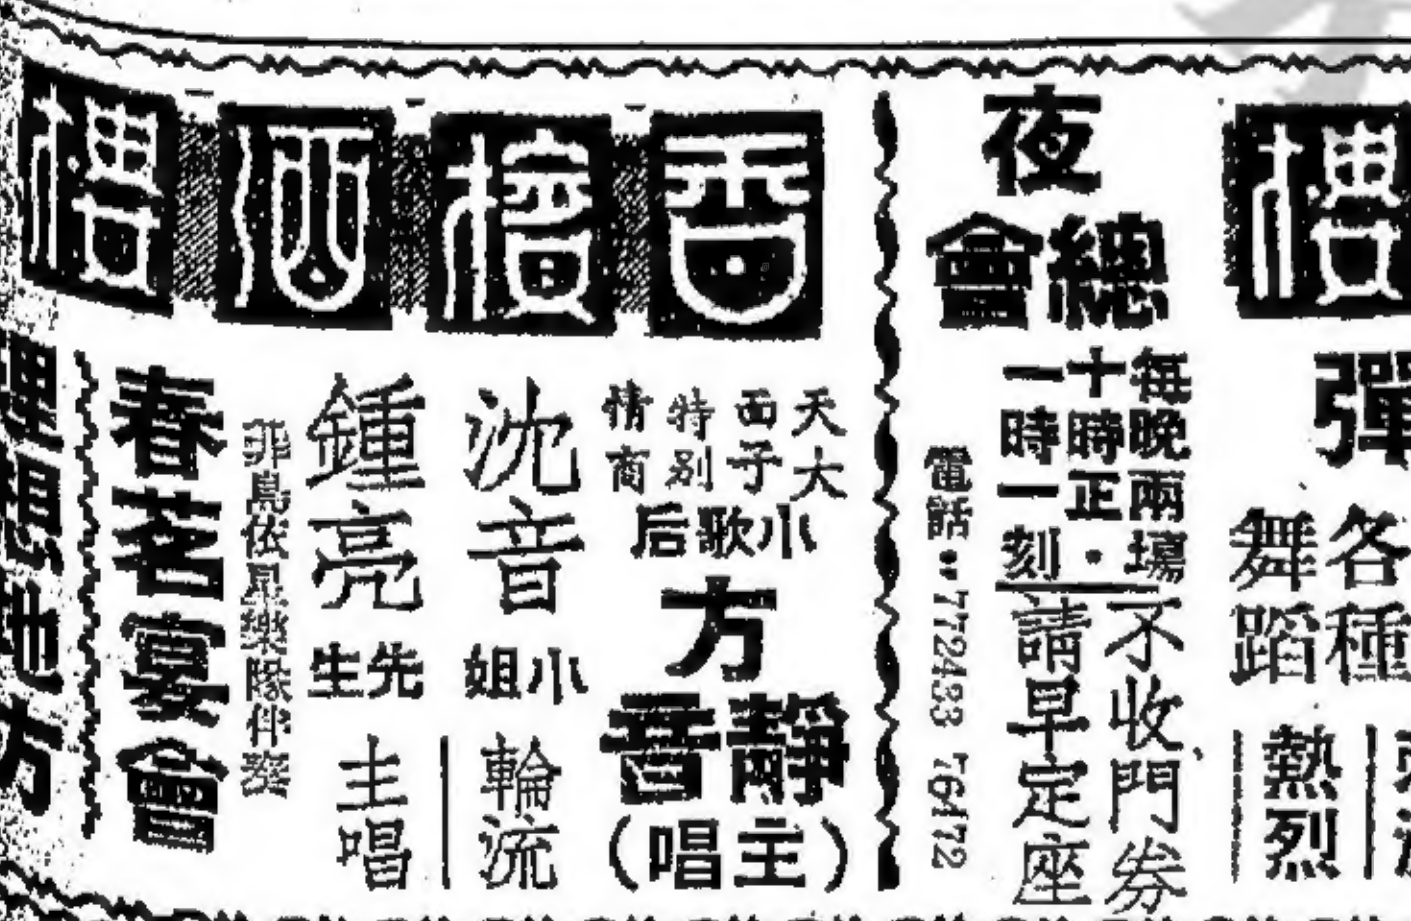 樓
彈
各種
舞蹈
熱烈
夜
總會
每晚兩場
十時正·
一時一刻
不收門券
請早定座
電話：772433 76472
香檳酒樓
天大
面子
特別
情商
小歌后
方
靜音
(主唱)
沈音
小姐
輪流
鍾亮
先生
主唱
菲島依星樂隊伴奏
春茗宴會
理想地方